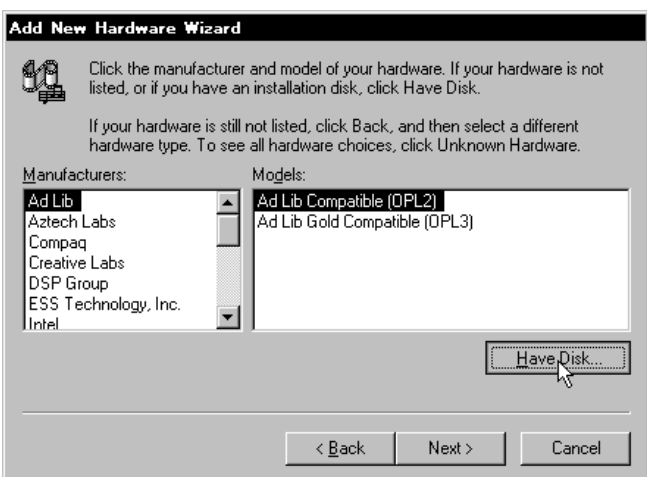 Add New Hardware Wizard
Click the manufacturer and model of your hardware. If your hardware is not
listed, or if you have an installation disk, click Have Disk.
If your hardware is still not listed, click Back, and then select a different
hardware type. To see all hardware choices, click Unknown Hardware.
Manufacturers:
Ad Lib
Aztech Labs
Compaq
Creative Labs
DSP Group
ESS Technology, Inc.
Intel
Models:
Ad Lib Compatible (OPL2)
Ad Lib Gold Compatible (OPL3)
Have Disk...
< Back
Next >
Cancel